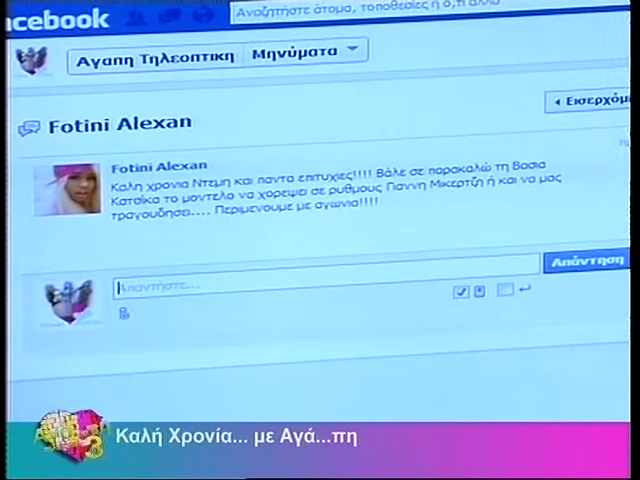 cebook
Αναζητήστε άτομα, τοποθεσίες ή ό,τι άλλο
Αγαπη Τηλεοπτικη Μηνύματα
Εισερχόμ
Fotini Alexan
Fotini Alexan
Καλη χρονια Ντεμη και παντα επιτυχιες!!!! Βάλε σε παρακαλώ τη Βασια
Κατσίκα το μοντελο να χορεψει σε ρυθμους Γιαννη Μικερτζη ή και να μας
τραγουδησει.... Περιμενουμε με αγωνια!!!!
Απαντήστε...
Απάντηση
Καλή Χρονία... με Αγά...πη